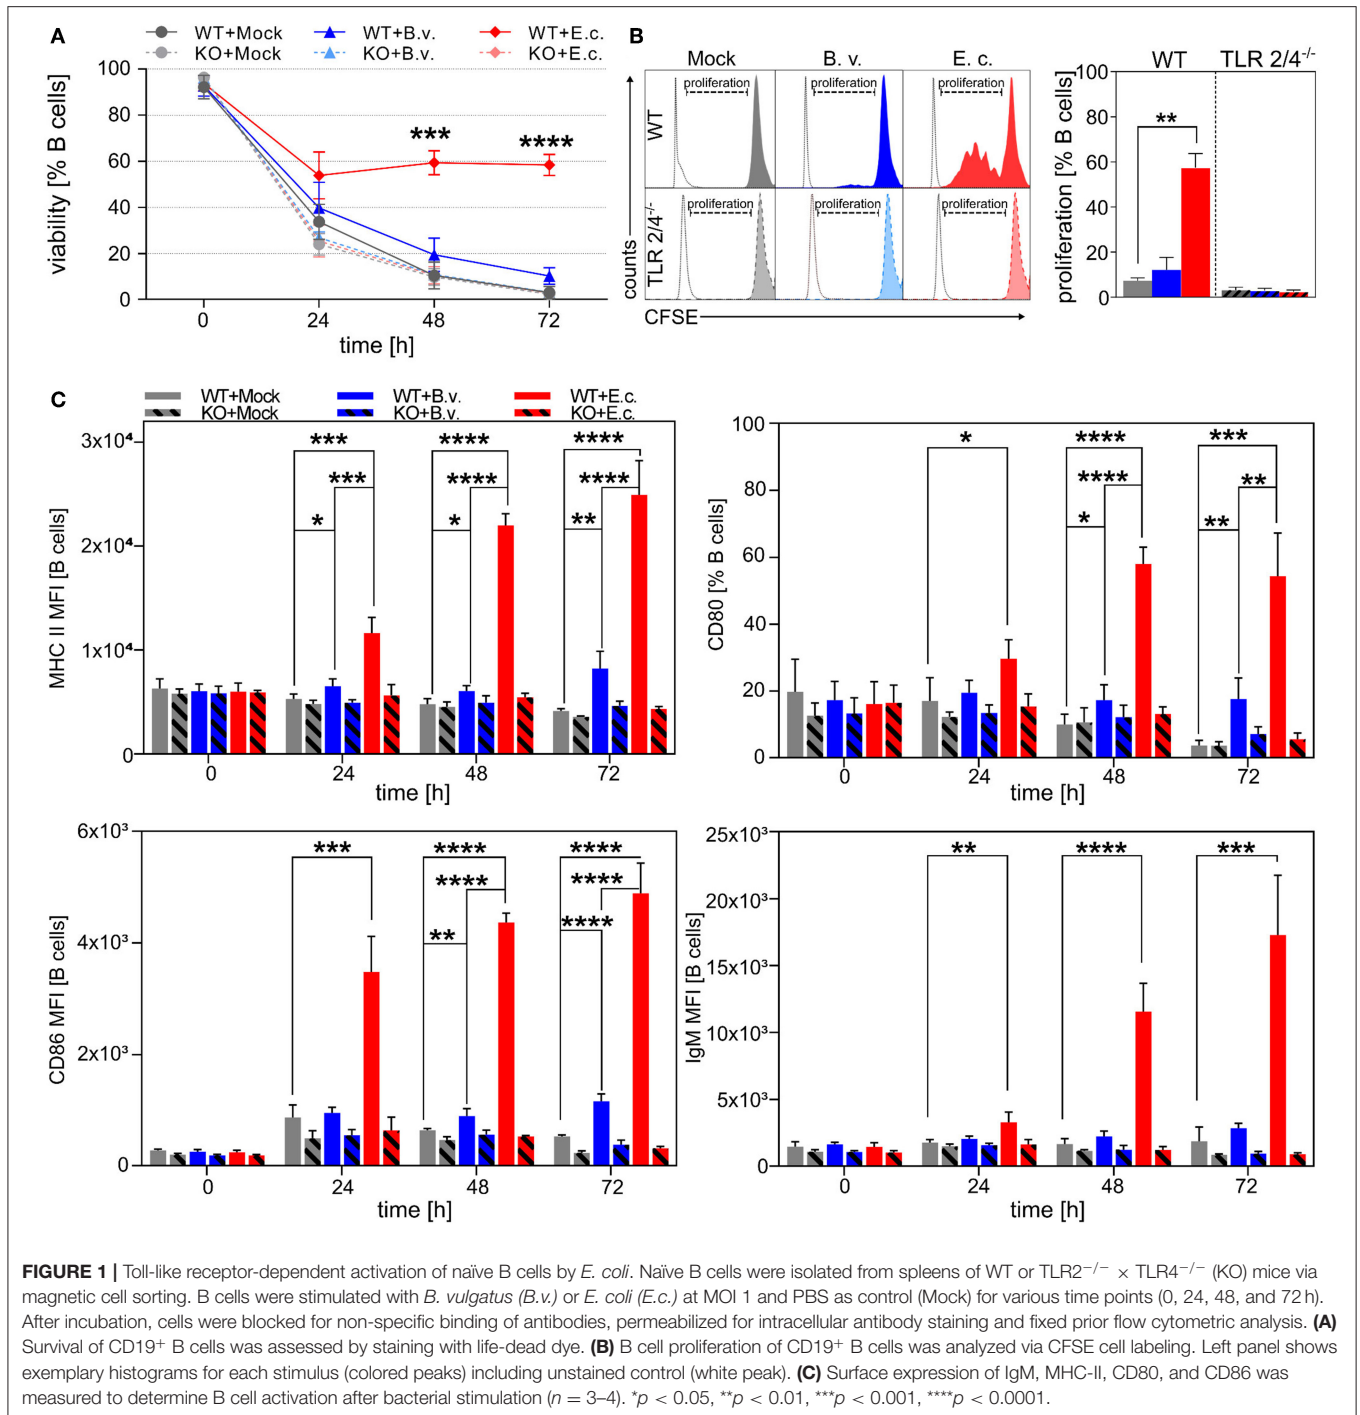 A
WT+Mock WT+B.v. WT+E.c.
KO+Mock KO+B.v. KO+E.c.
viability [% B cells]
100
80
60
40
20
0
*** ****
0 24 48 72
time [h]
B
Mock B. v. E. c.
WT
proliferation proliferation proliferation
TLR 2/4-/-
proliferation proliferation proliferation
counts
CFSE
WT TLR 2/4-/-
proliferation [% B cells]
100
80
60
40
20
0
**
C
WT+Mock WT+B.v. WT+E.c.
KO+Mock KO+B.v. KO+E.c.
MHC II MFI [B cells]
3x10⁴
2x10⁴
1x10⁴
0
*** **** ****
*** **** ****
* * **
0 24 48 72
time [h]
CD80 [% B cells]
100
80
60
40
20
0
* **** ***
**** **
* **
0 24 48 72
time [h]
CD86 MFI [B cells]
6x10³
4x10³
2x10³
0
*** **** ****
**** ****
** ****
0 24 48 72
time [h]
IgM MFI [B cells]
25x10³
20x10³
15x10³
10x10³
5x10³
0
** **** ***
0 24 48 72
time [h]
FIGURE 1 | Toll-like receptor-dependent activation of naïve B cells by E. coli. Naïve B cells were isolated from spleens of WT or TLR2−/− × TLR4−/− (KO) mice via
magnetic cell sorting. B cells were stimulated with B. vulgatus (B.v.) or E. coli (E.c.) at MOI 1 and PBS as control (Mock) for various time points (0, 24, 48, and 72 h).
After incubation, cells were blocked for non-specific binding of antibodies, permeabilized for intracellular antibody staining and fixed prior flow cytometric analysis. (A)
Survival of CD19+ B cells was assessed by staining with life-dead dye. (B) B cell proliferation of CD19+ B cells was analyzed via CFSE cell labeling. Left panel shows
exemplary histograms for each stimulus (colored peaks) including unstained control (white peak). (C) Surface expression of IgM, MHC-II, CD80, and CD86 was
measured to determine B cell activation after bacterial stimulation (n = 3–4). *p < 0.05, **p < 0.01, ***p < 0.001, ****p < 0.0001.